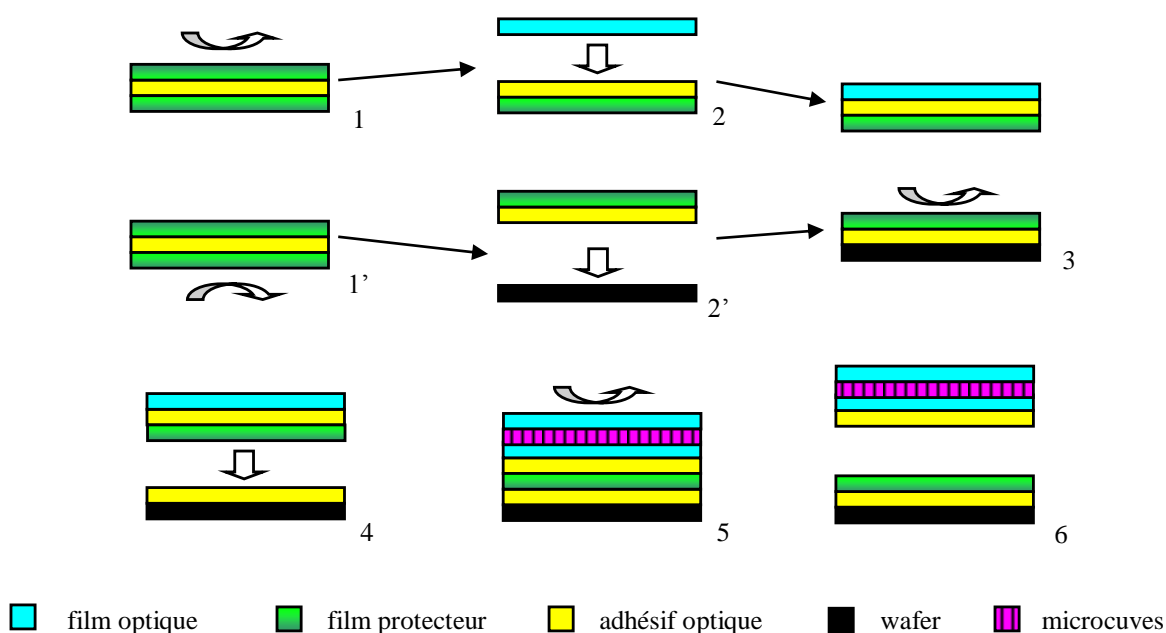 1
2
1’
2’
3
4
5
6
film optique
film protecteur
adhésif optique
wafer
microcuves